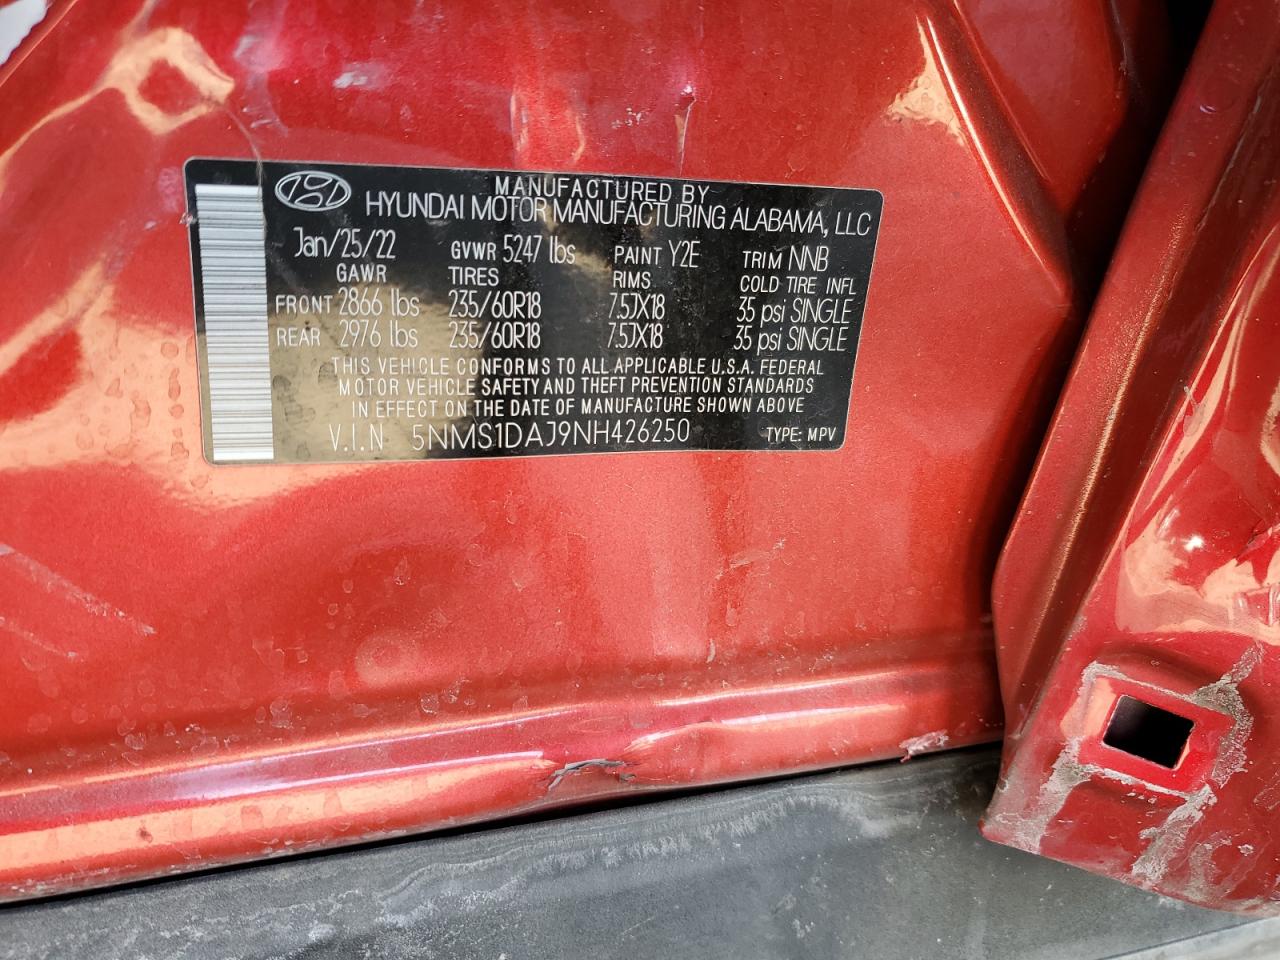 MANUFACTURED BY
HYUNDAI MOTOR MANUFACTURING ALABAMA, LLC
Jan/25/22 GVWR 5247 lbs PAINT Y2E TRIM NNB
GAWR TIRES RIMS COLD TIRE INFL
FRONT 2866 lbs 235/60R18 7.5JX18 35 psi SINGLE
REAR 2976 lbs 235/60R18 7.5JX18 35 psi SINGLE
THIS VEHICLE CONFORMS TO ALL APPLICABLE U.S.A. FEDERAL
MOTOR VEHICLE SAFETY AND THEFT PREVENTION STANDARDS
IN EFFECT ON THE DATE OF MANUFACTURE SHOWN ABOVE
V.I.N 5NMS1DAJ9NH426250 TYPE: MPV